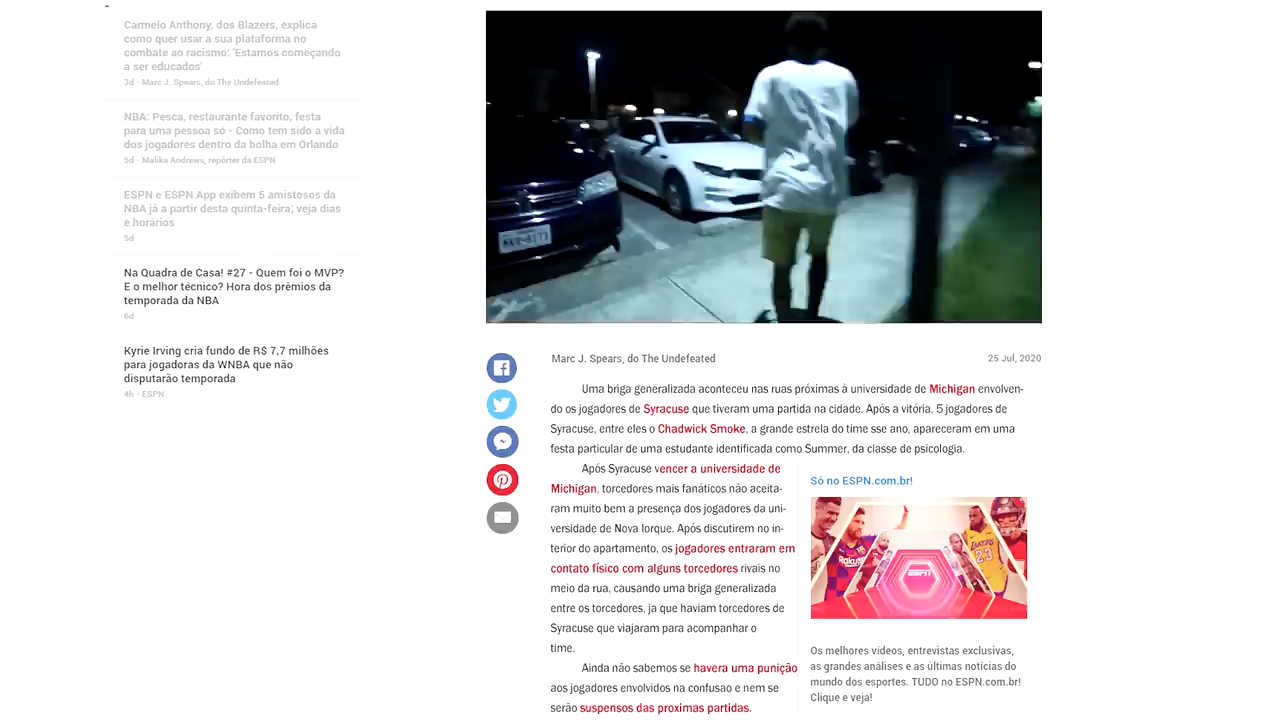 Carmelo Anthony, dos Blazers, explica
como quer usar a sua plataforma no
combate ao racismo: 'Estamos começando
a ser educados'
3d - Marc J. Spears, do The Undefeated
NBA: Pesca, restaurante favorito, festa
para uma pessoa só - Como tem sido a vida
dos jogadores dentro da bolha em Orlando
5d - Malika Andrews, repórter da ESPN
ESPN e ESPN App exibem 5 amistosos da
NBA já a partir desta quinta-feira; veja dias
e horários
5d
Na Quadra de Casa! #27 - Quem foi o MVP?
E o melhor técnico? Hora dos prêmios da
temporada da NBA
6d
Kyrie Irving cria fundo de R$ 7,7 milhões
para jogadoras da WNBA que não
disputarão temporada
4h - ESPN
Marc J. Spears, do The Undefeated
25 Jul, 2020
Uma briga generalizada aconteceu nas ruas próximas à universidade de Michigan envolven-
do os jogadores de Syracuse que tiveram uma partida na cidade. Após a vitória, 5 jogadores de
Syracuse, entre eles o Chadwick Smoke, a grande estrela do time sse ano, apareceram em uma
festa particular de uma estudante identificada como Summer, da classe de psicologia.
Após Syracuse vencer a universidade de
Michigan, torcedores mais fanáticos não aceita-
ram muito bem a presença dos jogadores da uni-
versidade de Nova Iorque. Após discutirem no in-
terior do apartamento, os jogadores entraram em
contato físico com alguns torcedores rivais no
meio da rua, causando uma briga generalizada
entre os torcedores, ja que haviam torcedores de
Syracuse que viajaram para acompanhar o
time.
Ainda não sabemos se havera uma punição
aos jogadores envolvidos na confusao e nem se
serão suspensos das proximas partidas.
Só no ESPN.com.br!
ESPN
LAKERS
23
Os melhores vídeos, entrevistas exclusivas,
as grandes análises e as últimas notícias do
mundo dos esportes. TUDO no ESPN.com.br!
Clique e veja!